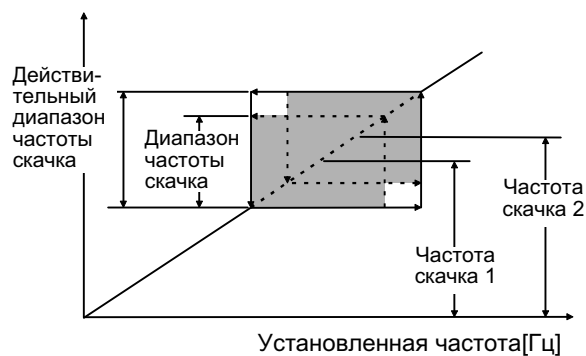 Действи-
тельный
диапазон
частоты
скачка
Диапазон
частоты
скачка
Частота
скачка 2
Частота
скачка 1
Установленная частота[Гц]